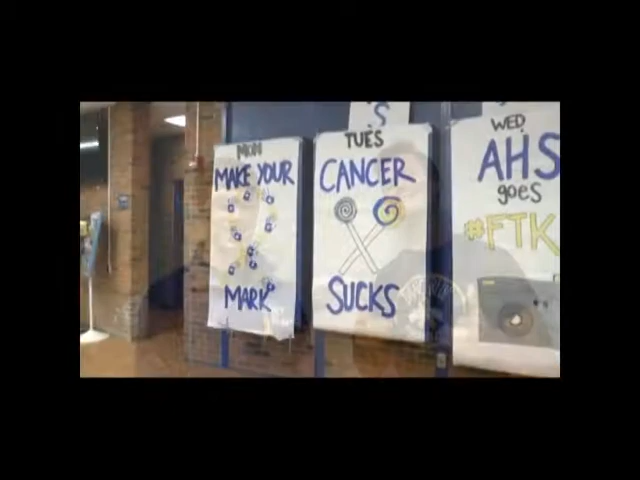 S
MON
MAKE YOUR
MARK
TUES
CANCER
SUCKS
WED
AHS
goes
#FTK